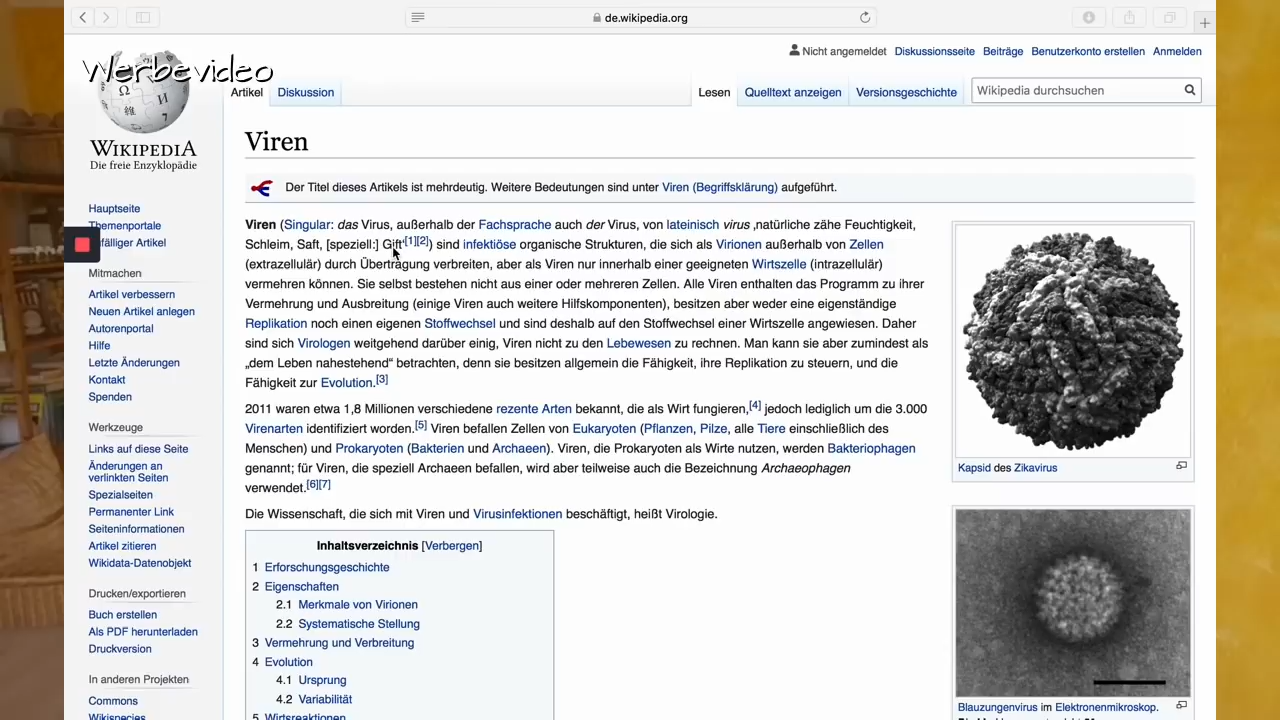 de.wikipedia.org
Werbevideo
WIKIPEDIA
Die freie Enzyklopädie
Nicht angemeldet Diskussionsseite Beiträge Benutzerkonto erstellen Anmelden
Artikel Diskussion Lesen Quelltext anzeigen Versionsgeschichte Wikipedia durchsuchen
Hauptseite
Themenportale
fälliger Artikel
Mitmachen
Artikel verbessern
Neuen Artikel anlegen
Autorenportal
Hilfe
Letzte Änderungen
Kontakt
Spenden
Werkzeuge
Links auf diese Seite
Änderungen an
verlinkten Seiten
Spezialseiten
Permanenter Link
Seiteninformationen
Artikel zitieren
Wikidata-Datenobjekt
Drucken/exportieren
Buch erstellen
Als PDF herunterladen
Druckversion
In anderen Projekten
Commons
Wikispecies
Viren
Der Titel dieses Artikels ist mehrdeutig. Weitere Bedeutungen sind unter Viren (Begriffsklärung) aufgeführt.
Viren (Singular: das Virus, außerhalb der Fachsprache auch der Virus, von lateinisch virus ‚natürliche zähe Feuchtigkeit,
Schleim, Saft, [speziell:] Gift‘[1][2]) sind infektiöse organische Strukturen, die sich als Virionen außerhalb von Zellen
(extrazellulär) durch Übertragung verbreiten, aber als Viren nur innerhalb einer geeigneten Wirtszelle (intrazellulär)
vermehren können. Sie selbst bestehen nicht aus einer oder mehreren Zellen. Alle Viren enthalten das Programm zu ihrer
Vermehrung und Ausbreitung (einige Viren auch weitere Hilfskomponenten), besitzen aber weder eine eigenständige
Replikation noch einen eigenen Stoffwechsel und sind deshalb auf den Stoffwechsel einer Wirtszelle angewiesen. Daher
sind sich Virologen weitgehend darüber einig, Viren nicht zu den Lebewesen zu rechnen. Man kann sie aber zumindest als
„dem Leben nahestehend“ betrachten, denn sie besitzen allgemein die Fähigkeit, ihre Replikation zu steuern, und die
Fähigkeit zur Evolution.[3]
2011 waren etwa 1,8 Millionen verschiedene rezente Arten bekannt, die als Wirt fungieren,[4] jedoch lediglich um die 3.000
Virenarten identifiziert worden.[5] Viren befallen Zellen von Eukaryoten (Pflanzen, Pilze, alle Tiere einschließlich des
Menschen) und Prokaryoten (Bakterien und Archaeen). Viren, die Prokaryoten als Wirte nutzen, werden Bakteriophagen
genannt; für Viren, die speziell Archaeen befallen, wird aber teilweise auch die Bezeichnung Archaeophagen
verwendet.[6][7]
Die Wissenschaft, die sich mit Viren und Virusinfektionen beschäftigt, heißt Virologie.
Inhaltsverzeichnis [Verbergen]
1 Erforschungsgeschichte
2 Eigenschaften
2.1 Merkmale von Virionen
2.2 Systematische Stellung
3 Vermehrung und Verbreitung
4 Evolution
4.1 Ursprung
4.2 Variabilität
5 Wirtsreaktionen
Kapsid des Zikavirus
Blauzungenvirus im Elektronenmikroskop.